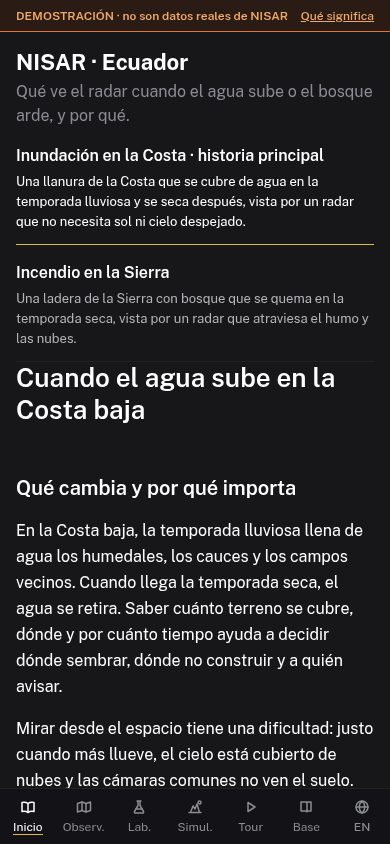 DEMOSTRACIÓN · no son datos reales de NISAR
Qué significa
NISAR · Ecuador
Qué ve el radar cuando el agua sube o el bosque
arde, y por qué.
Inundación en la Costa · historia principal
Una llanura de la Costa que se cubre de agua en la
temporada lluviosa y se seca después, vista por un radar
que no necesita sol ni cielo despejado.
Incendio en la Sierra
Una ladera de la Sierra con bosque que se quema en la
temporada seca, vista por un radar que atraviesa el humo y
las nubes.
Cuando el agua sube en la
Costa baja
Qué cambia y por qué importa
En la Costa baja, la temporada lluviosa llena de
agua los humedales, los cauces y los campos
vecinos. Cuando llega la temporada seca, el
agua se retira. Saber cuánto terreno se cubre,
dónde y por cuánto tiempo ayuda a decidir
dónde sembrar, dónde no construir y a quién
avisar.
Mirar desde el espacio tiene una dificultad: justo
cuando más llueve, el cielo está cubierto de
nubes y las cámaras comunes no ven el suelo.
Inicio
Observ.
Lab.
Simul.
Tour
Base
EN